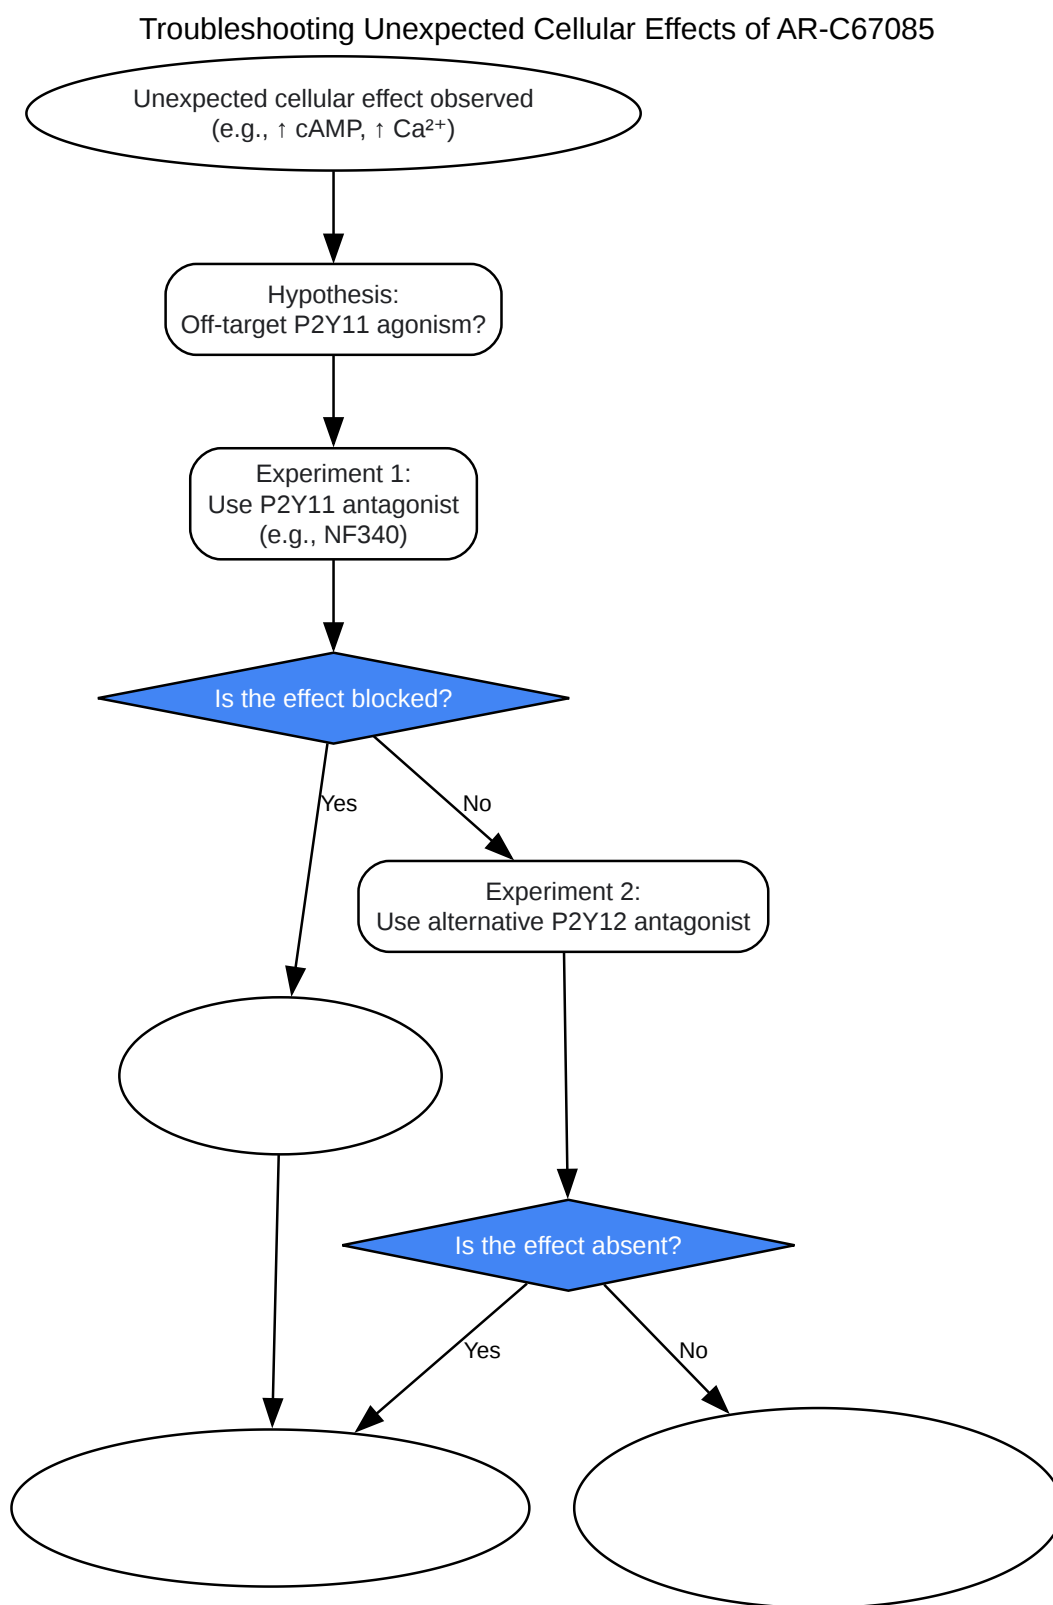 Troubleshooting Unexpected Cellular Effects of AR-C67085
Unexpected cellular effect observed
(e.g., ↑ cAMP, ↑ Ca²⁺)
Hypothesis:
Off-target P2Y11 agonism?
Experiment 1:
Use P2Y11 antagonist
(e.g., NF340)
Is the effect blocked?
Yes
No
Experiment 2:
Use alternative P2Y12 antagonist
Is the effect absent?
Yes
No